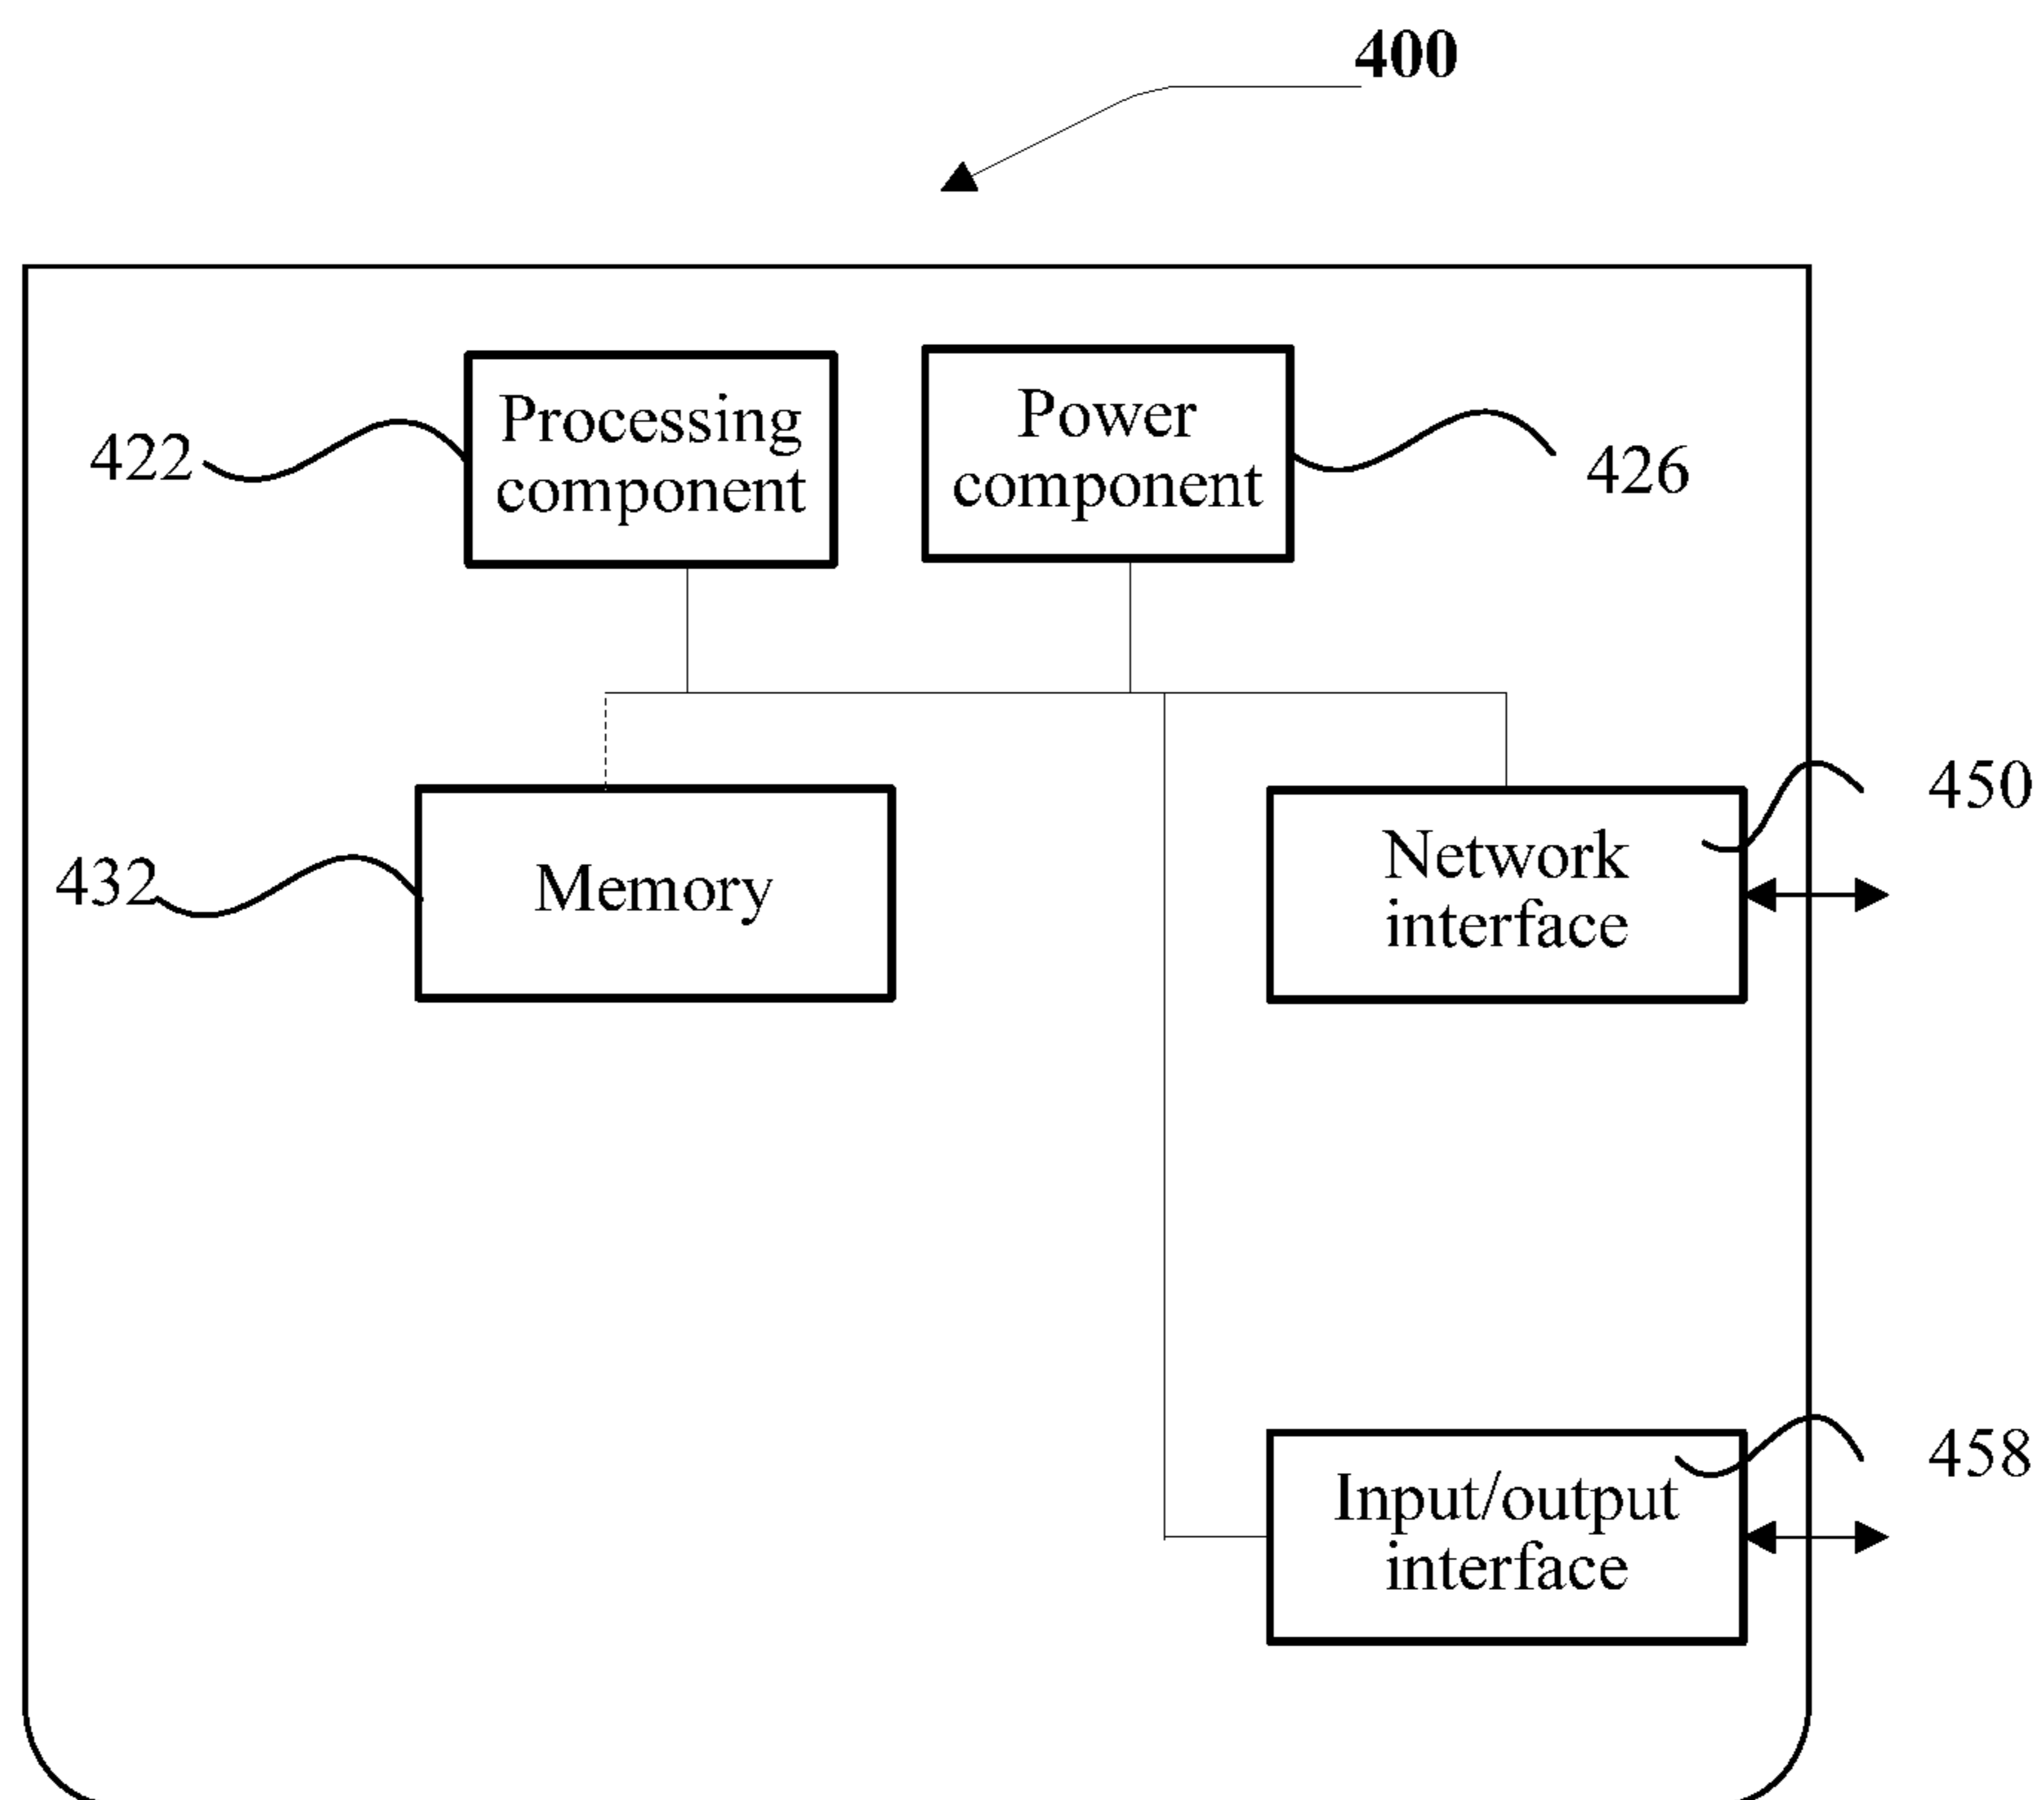 400
Processing
component
Power
component
422
426
450
Network
interface
432
Memory
458
Input/output
interface